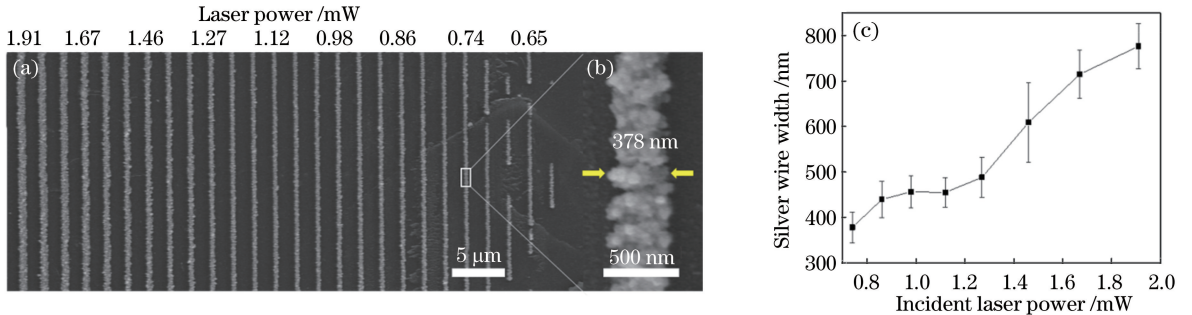 Laser power /mW
1.91 1.67 1.46 1.27 1.12 0.98 0.86 0.74 0.65
(a)
(b)
378 nm
5 μm
500 nm
(c)
Silver wire width /nm
800
700
600
500
400
300
0.8 1.0 1.2 1.4 1.6 1.8 2.0
Incident laser power /mW